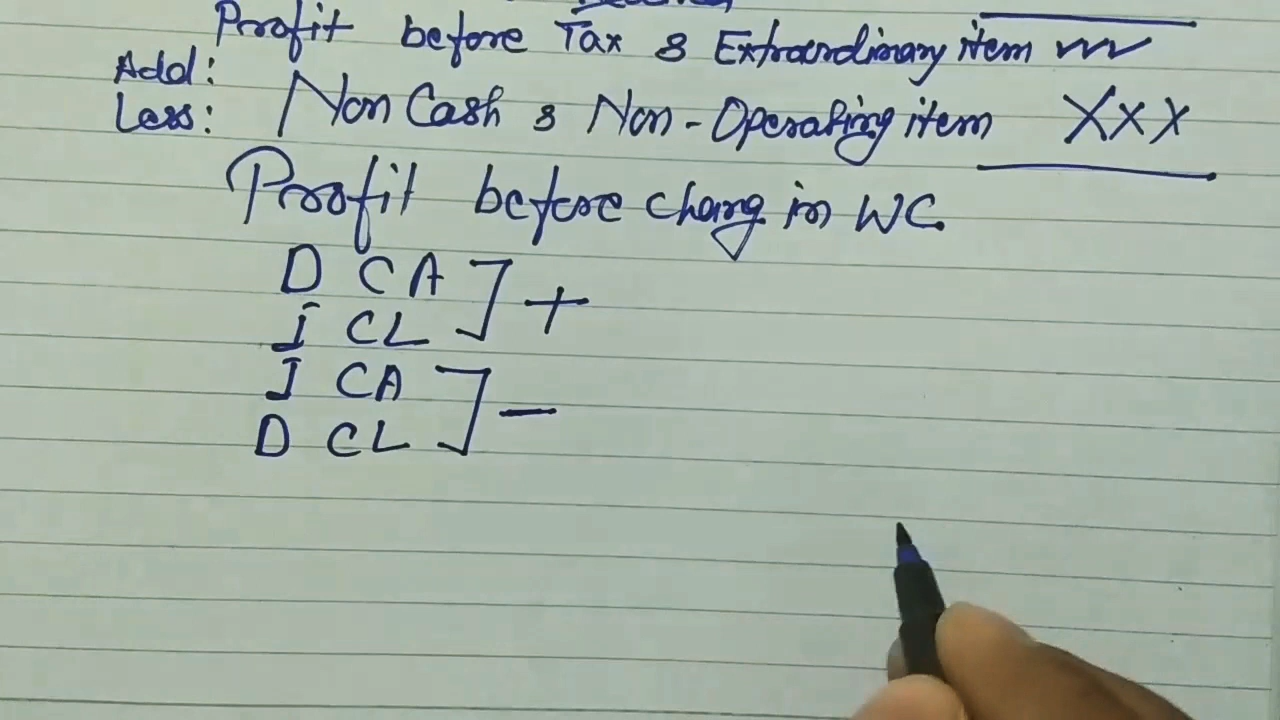 Profit before Tax & Extraordinary item
Add:
Less: Non Cash & Non-Operating item XXX
Profit before chang in WC
D CA
I CL ] +
I CA
D CL ] -